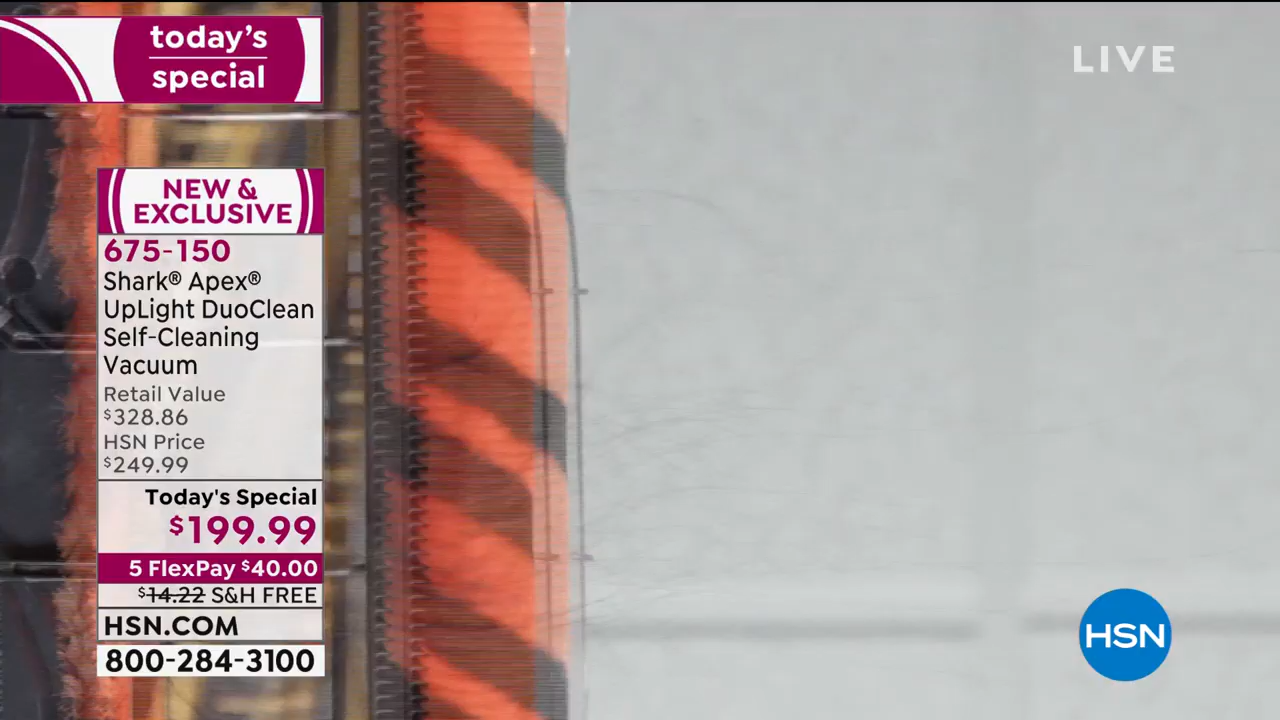 today's
special
LIVE
NEW &
EXCLUSIVE
675-150
Shark® Apex®
UpLight DuoClean
Self-Cleaning
Vacuum
Retail Value
$328.86
HSN Price
$249.99
Today's Special
$199.99
5 FlexPay $40.00
$14.22 S&H FREE
HSN.COM
800-284-3100
HSN